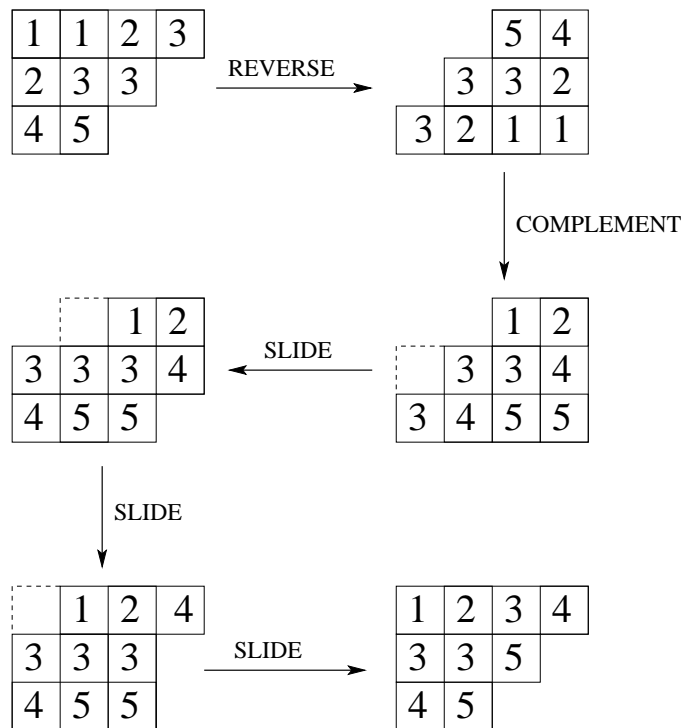 1 1 2 3
2 3 3
4 5
REVERSE
5 4
3 3 2
3 2 1 1
COMPLEMENT
1 2
3 3 4
3 4 5 5
SLIDE
1 2
3 3 3 4
4 5 5
SLIDE
1 2 4
3 3 3
4 5 5
SLIDE
1 2 3 4
3 3 5
4 5